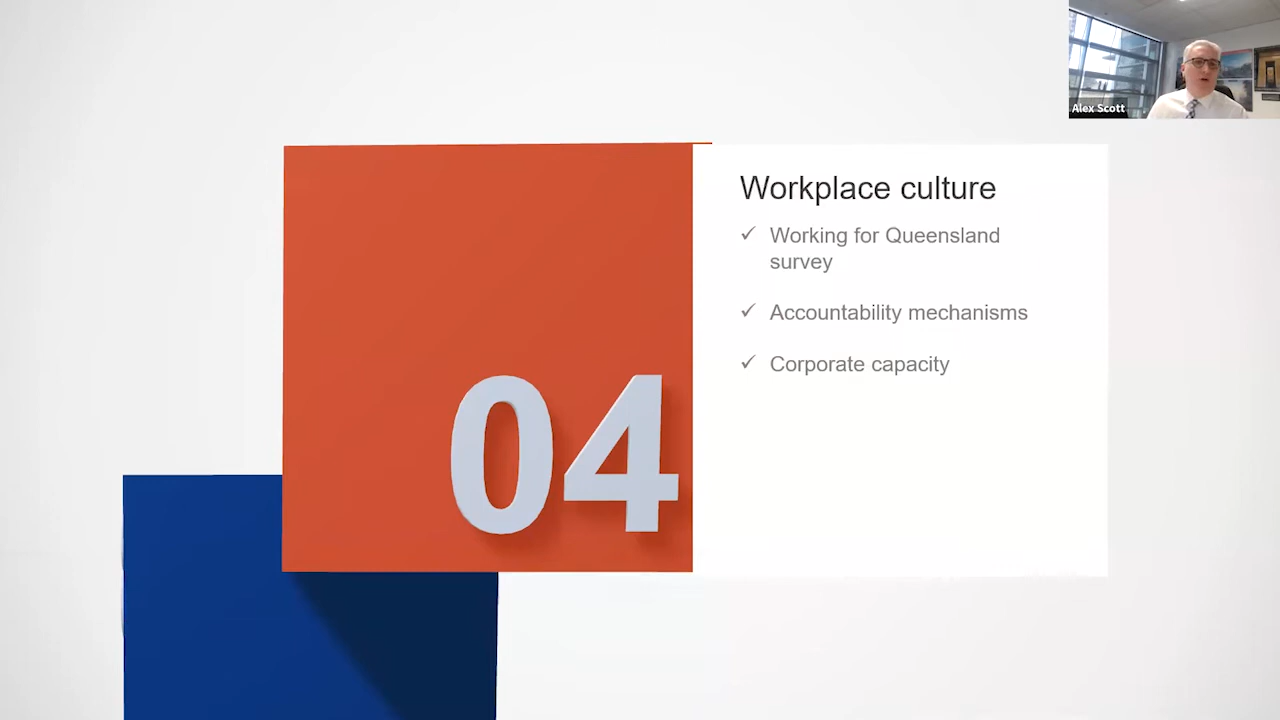 Alex Scott
Workplace culture
✓ Working for Queensland
survey
✓ Accountability mechanisms
✓ Corporate capacity
04